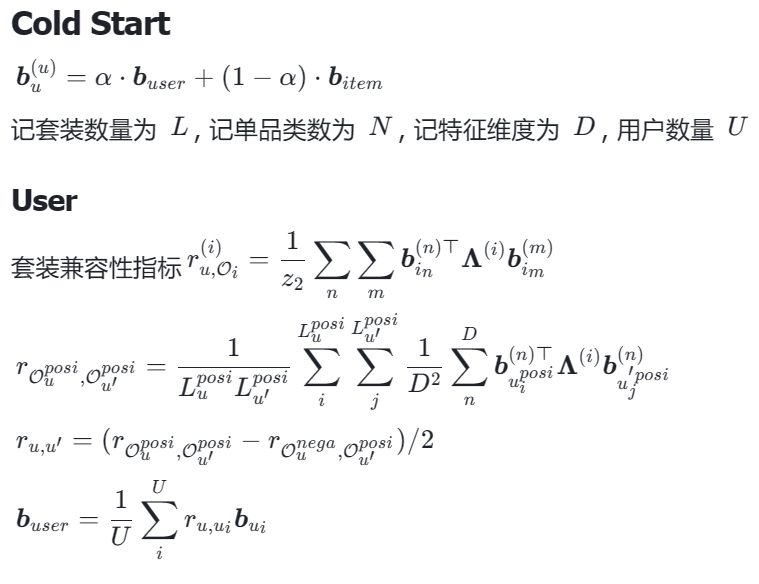 Cold Start
$\boldsymbol{b}_u^{(u)} = \alpha \cdot \boldsymbol{b}_{user} + (1 - \alpha) \cdot \boldsymbol{b}_{item}$
记套装数量为 $L$ , 记单品类数为 $N$ , 记特征维度为 $D$ , 用户数量 $U$
User
套装兼容性指标 $r_{u,\mathcal{O}_i}^{(i)} = \frac{1}{z_2} \sum_n \sum_m \boldsymbol{b}_{in}^{(n)\top} \boldsymbol{\Lambda}^{(i)} \boldsymbol{b}_{im}^{(m)}$
$r_{\mathcal{O}_u^{posi},\mathcal{O}_{u'}^{posi}} = \frac{1}{L_u^{posi} L_{u'}^{posi}} \sum_i^{L_u^{posi}} \sum_j^{L_{u'}^{posi}} \frac{1}{D^2} \sum_n^D \boldsymbol{b}_{u_i^{posi}}^{(n)\top} \boldsymbol{\Lambda}^{(i)} \boldsymbol{b}_{u_j^{'posi}}^{(n)}$
$r_{u,u'} = (r_{\mathcal{O}_u^{posi},\mathcal{O}_{u'}^{posi}} - r_{\mathcal{O}_u^{nega},\mathcal{O}_{u'}^{posi}})/2$
$\boldsymbol{b}_{user} = \frac{1}{U} \sum_i^U r_{u,ui} \boldsymbol{b}_{ui}$